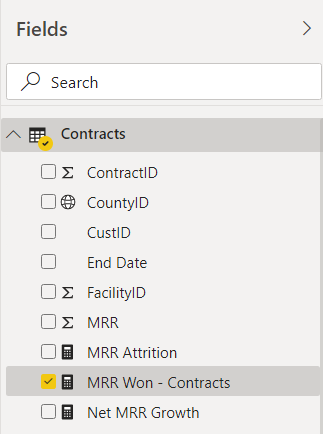 Fields
Search
Contracts
ContractID
CountyID
CustID
End Date
FacilityID
MRR
MRR Attrition
MRR Won - Contracts
Net MRR Growth